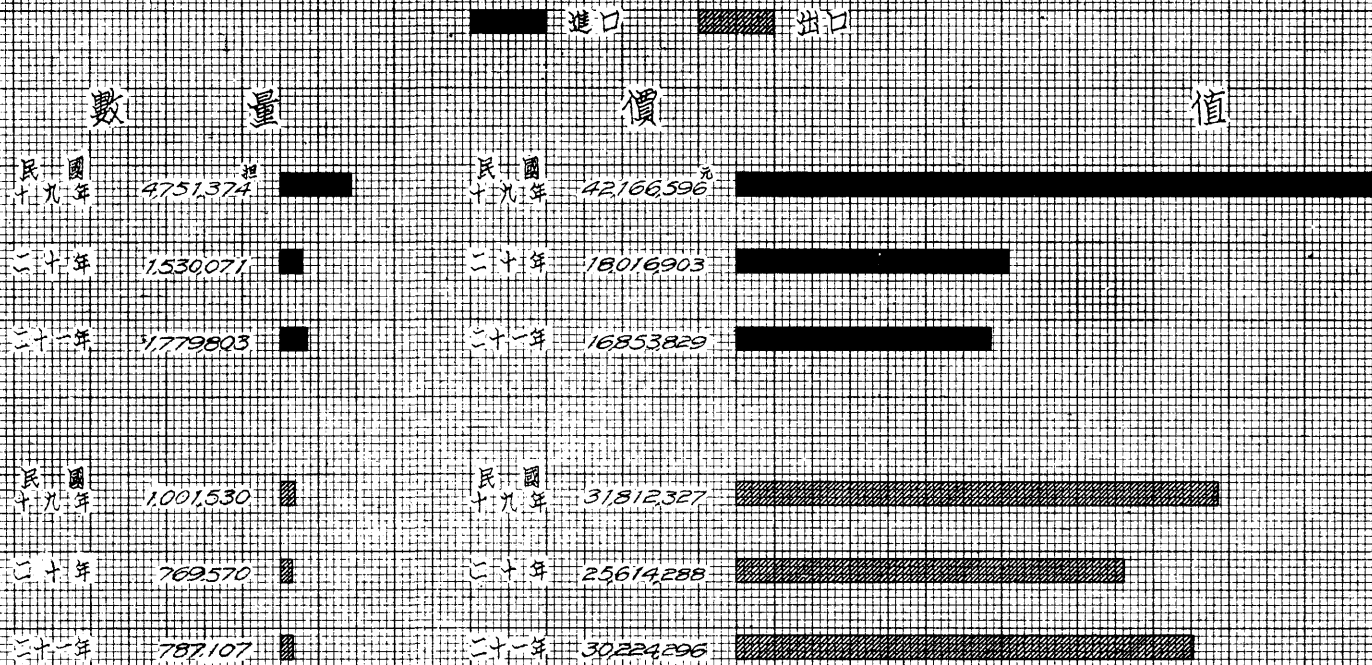 進口 出口
數量 價值
民國十九年 4,751,374担 民國十九年 42,166,596元
二十年 1,530,071 二十年 18,016,903
二十一年 1,779,803 二十一年 16,853,829
民國十九年 1,001,530 民國十九年 31,812,327
二十年 769,570 二十年 25,614,288
二十一年 787,107 二十一年 30,224,296